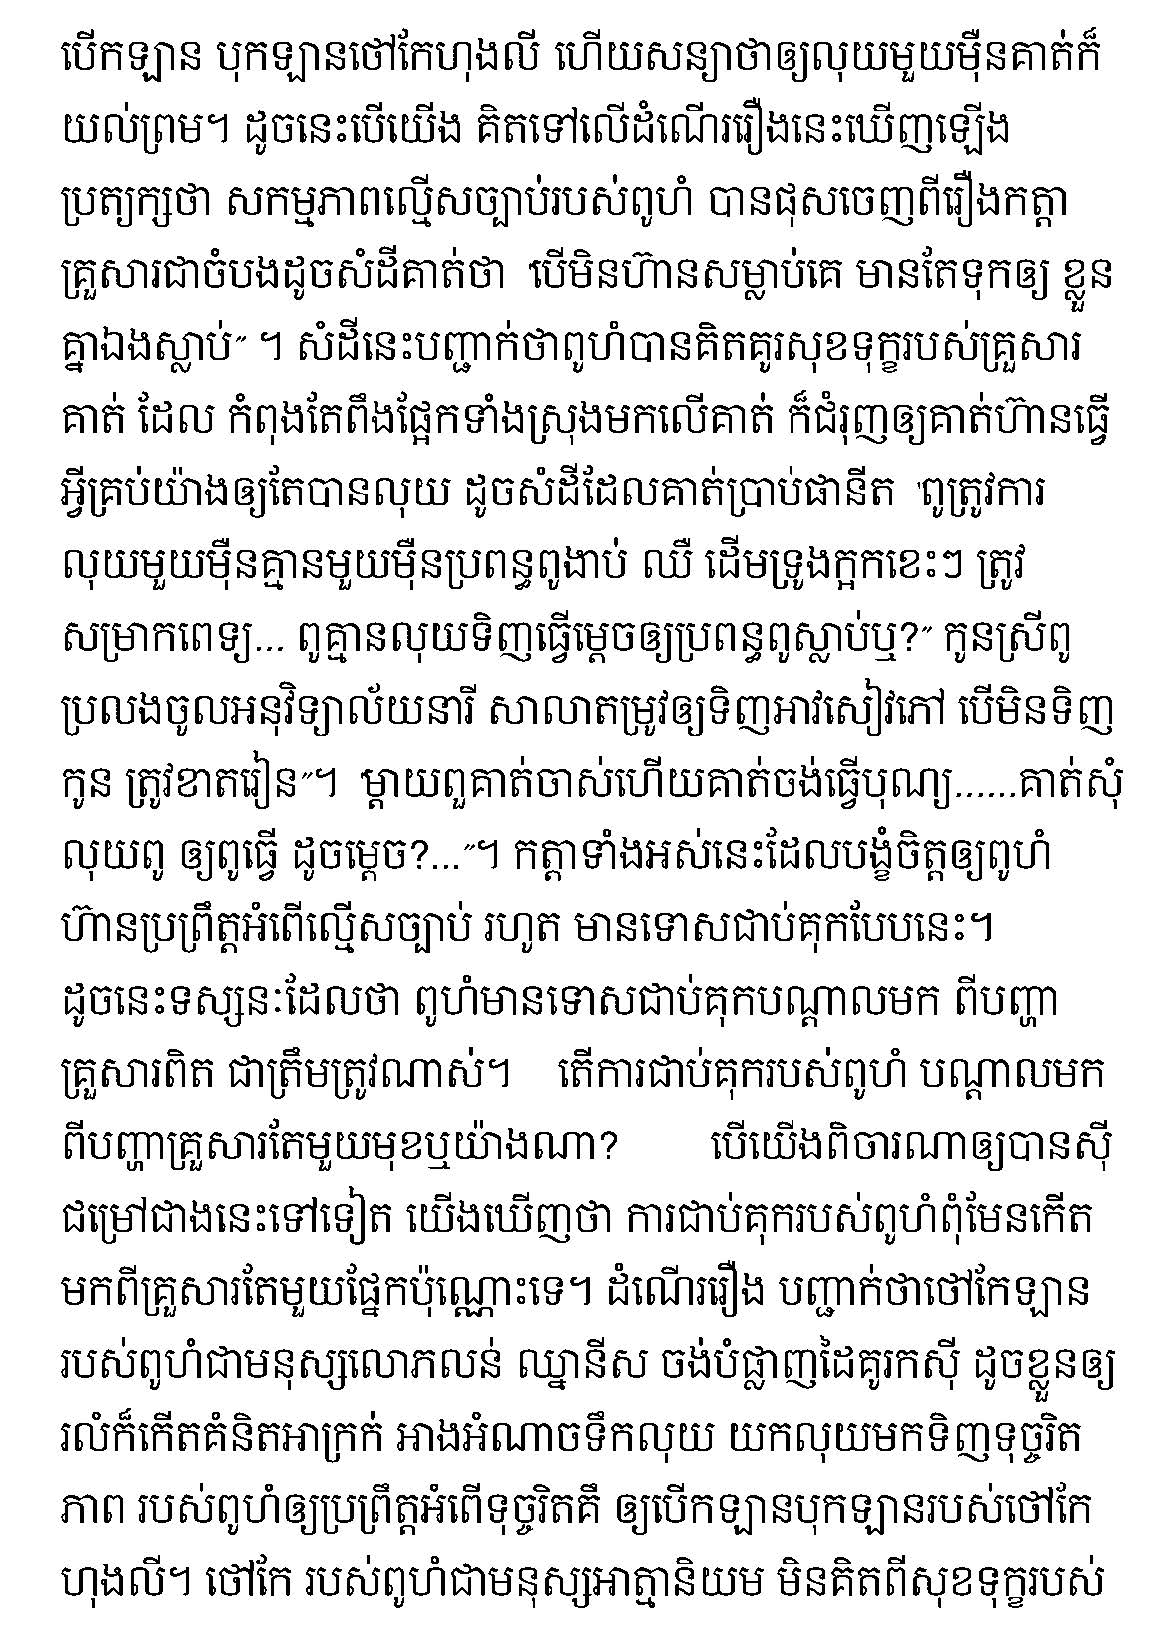 បើកឡាន បុកឡានថៅកែហុងលី ហើយសន្យាថាឲ្យលុយមួយម៉ឺនគាត់ក៏
យល់ព្រម។ ដូចនេះបើយើង គិតទៅលើដំណើររឿងនេះឃើញឡើង
ប្រត្យក្សថា សកម្មភាពល្មើសច្បាប់របស់ពូហំ បានផុសចេញពីរឿងកត្តា
គ្រួសារជាចំបងដូចសំដីគាត់ថា "បើមិនហ៊ានសម្លាប់គេ មានតែទុកឲ្យ ខ្លួន
គ្នាឯងស្លាប់" ។ សំដីនេះបញ្ជាក់ថាពូហំបានគិតគូរសុខទុក្ខរបស់គ្រួសារ
គាត់ ដែល កំពុងតែពឹងផ្អែកទាំងស្រុងមកលើគាត់ ក៏ជំរុញឲ្យគាត់ហ៊ានធ្វើ
អ្វីគ្រប់យ៉ាងឲ្យតែបានលុយ ដូចសំដីដែលគាត់ប្រាប់ផានីត "ពូត្រូវការ
លុយមួយម៉ឺនគ្មានមួយម៉ឺនប្រពន្ធពូងាប់ ឈឺ ដើមទ្រូងក្អកខេះៗ ត្រូវ
សម្រាកពេទ្យ... ពូគ្មានលុយទិញធ្វើម្តេចឲ្យប្រពន្ធពូស្លាប់ឬ?" កូនស្រីពូ
ប្រលងចូលអនុវិទ្យាល័យនារី សាលាតម្រូវឲ្យទិញអាវសៀវភៅ បើមិនទិញ
កូន ត្រូវខាតរៀន"។ "ម្តាយពួគាត់ចាស់ហើយគាត់ចង់ធ្វើបុណ្យ......គាត់សុំ
លុយពូ ឲ្យពូធ្វើ ដូចម្តេច?..."។ កត្តាទាំងអស់នេះដែលបង្ខំចិត្តឲ្យពូហំ
ហ៊ានប្រព្រឹត្តអំពើល្មើសច្បាប់ រហូត មានទោសជាប់គុកបែបនេះ។
ដូចនេះទស្សនៈដែលថា ពូហំមានទោសជាប់គុកបណ្តាលមក ពីបញ្ហា
គ្រួសារពិត ជាត្រឹមត្រូវណាស់។ តើការជាប់គុករបស់ពូហំ បណ្តាលមក
ពីបញ្ហាគ្រួសារតែមួយមុខឬយ៉ាងណា? បើយើងពិចារណាឲ្យបានស៊ី
ជម្រៅជាងនេះទៅទៀត យើងឃើញថា ការជាប់គុករបស់ពូហំពុំមែនកើត
មកពីគ្រួសារតែមួយផ្នែកប៉ុណ្ណោះទេ។ ដំណើររឿង បញ្ជាក់ថាថៅកែឡាន
របស់ពូហំជាមនុស្សលោភលន់ ឈ្នានីស ចង់បំផ្លាញដៃគូរកស៊ី ដូចខ្លួនឲ្យ
រលំក៏កើតគំនិតអាក្រក់ អាងអំណាចទឹកលុយ យកលុយមកទិញទុច្ចរិត
ភាព របស់ពូហំឲ្យប្រព្រឹត្តអំពើទុច្ចរិតគឺ ឲ្យបើកឡានបុកឡានរបស់ថៅកែ
ហុងលី។ ថៅកែ របស់ពូហំជាមនុស្សអាត្មានិយម មិនគិតពីសុខទុក្ខរបស់